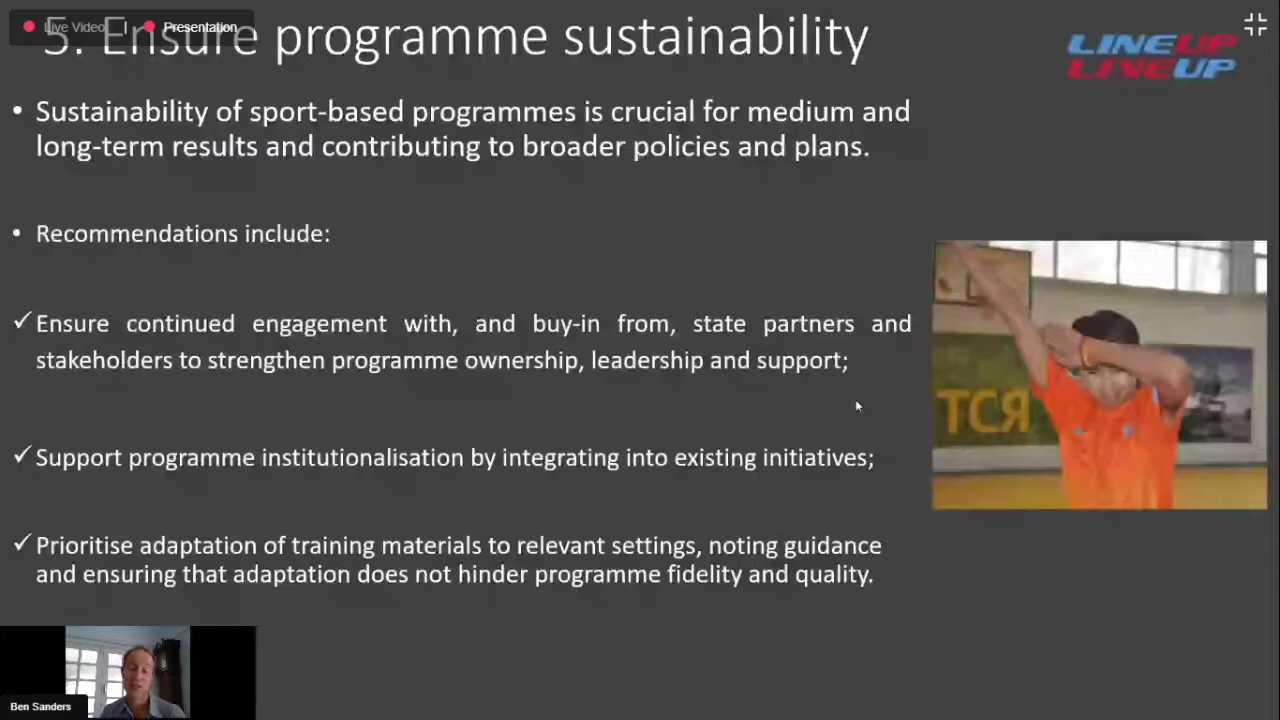 Live Video | Presentation
5. Ensure programme sustainability
LINEUP
LIVEUP
• Sustainability of sport-based programmes is crucial for medium and
long-term results and contributing to broader policies and plans.
• Recommendations include:
✓ Ensure continued engagement with, and buy-in from, state partners and
stakeholders to strengthen programme ownership, leadership and support;
✓ Support programme institutionalisation by integrating into existing initiatives;
✓ Prioritise adaptation of training materials to relevant settings, noting guidance
and ensuring that adaptation does not hinder programme fidelity and quality.
ТСЯ
Ben Sanders